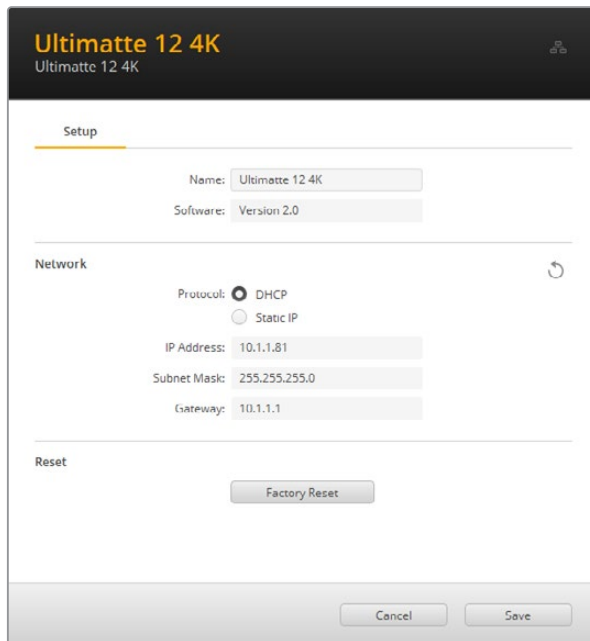 Ultimatte 12 4K
Ultimatte 12 4K
Setup
Name: Ultimatte 12 4K
Software: Version 2.0
Network
Protocol: DHCP
Static IP
IP Address: 10.1.1.81
Subnet Mask: 255.255.255.0
Gateway: 10.1.1.1
Reset
Factory Reset
Cancel Save